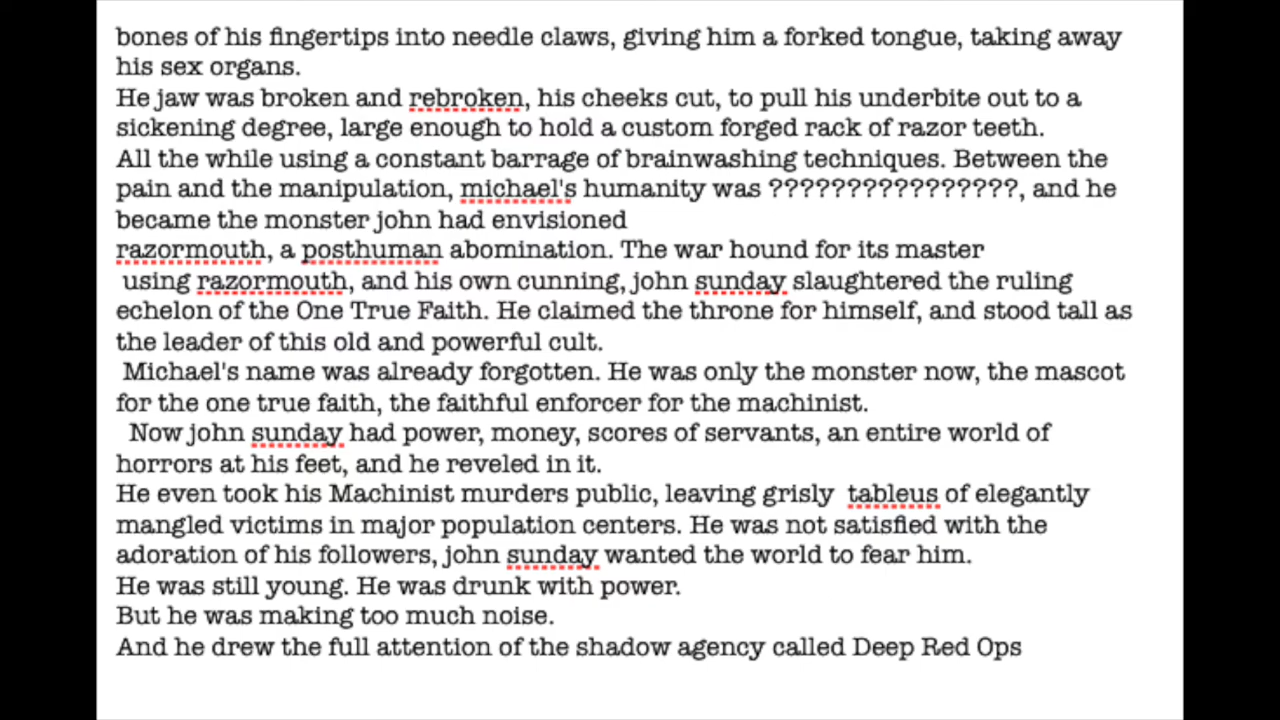 bones of his fingertips into needle claws, giving him a forked tongue, taking away
his sex organs.
He jaw was broken and rebroken, his cheeks cut, to pull his underbite out to a
sickening degree, large enough to hold a custom forged rack of razor teeth.
All the while using a constant barrage of brainwashing techniques. Between the
pain and the manipulation, michael's humanity was ????????????????, and he
became the monster john had envisioned
razormouth, a posthuman abomination. The war hound for its master
using razormouth, and his own cunning, john sunday slaughtered the ruling
echelon of the One True Faith. He claimed the throne for himself, and stood tall as
the leader of this old and powerful cult.
Michael's name was already forgotten. He was only the monster now, the mascot
for the one true faith, the faithful enforcer for the machinist.
Now john sunday had power, money, scores of servants, an entire world of
horrors at his feet, and he reveled in it.
He even took his Machinist murders public, leaving grisly  tableus of elegantly
mangled victims in major population centers. He was not satisfied with the
adoration of his followers, john sunday wanted the world to fear him.
He was still young. He was drunk with power.
But he was making too much noise.
And he drew the full attention of the shadow agency called Deep Red Ops